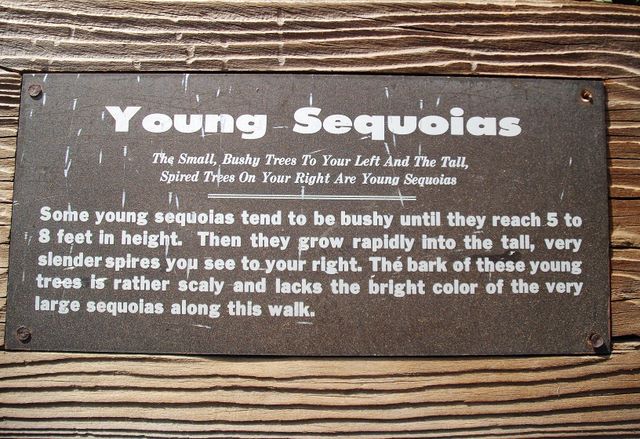 Young Sequoias
The Small, Bushy Trees To Your Left And The Tall,
Spired Trees On Your Right Are Young Sequoias
Some young sequoias tend to be bushy until they reach 5 to
8 feet in height. Then they grow rapidly into the tall, very
slender spires you see to your right. The bark of these young
trees is rather scaly and lacks the bright color of the very
large sequoias along this walk.